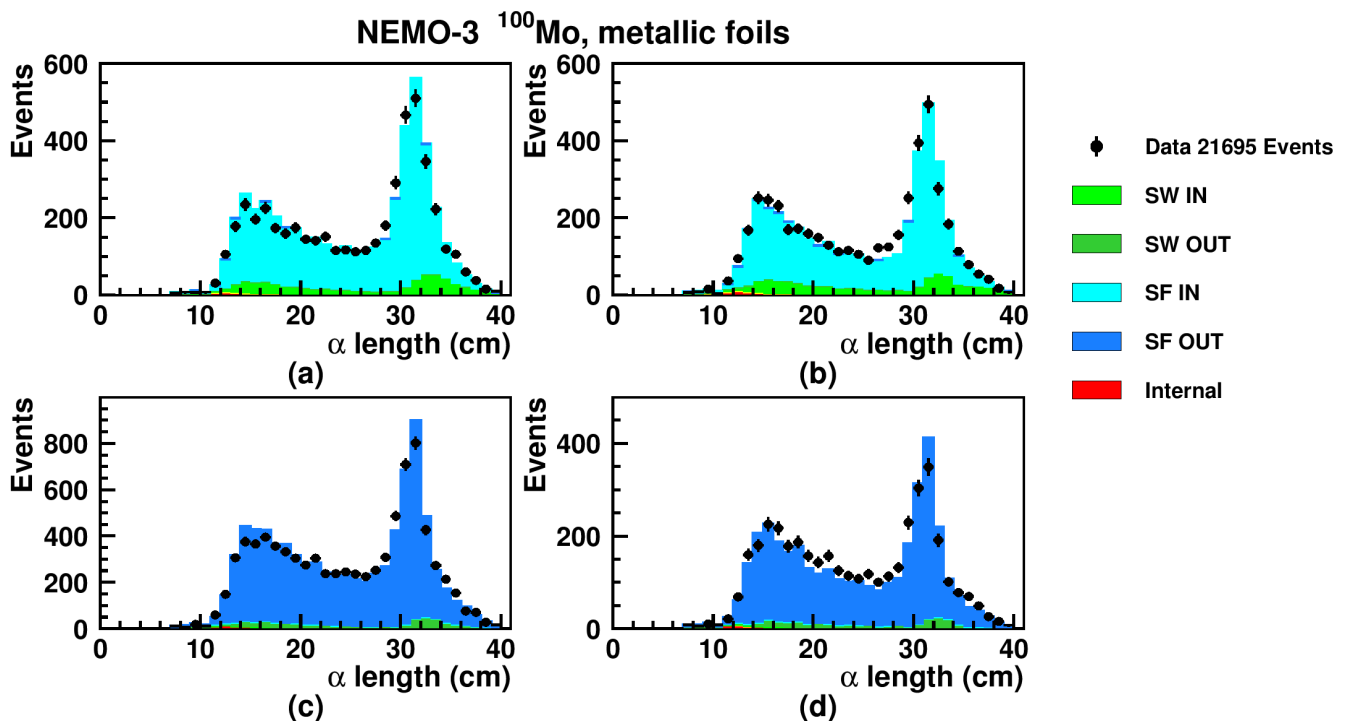 NEMO-3 ¹⁰⁰Mo, metallic foils
Events
600
400
200
0
0 10 20 30 40
α length (cm)
(a)
Events
600
400
200
0
0 10 20 30 40
α length (cm)
(b)
Data 21695 Events
SW IN
SW OUT
SF IN
SF OUT
Internal
Events
800
600
400
200
0
0 10 20 30 40
α length (cm)
(c)
Events
400
200
0
0 10 20 30 40
α length (cm)
(d)